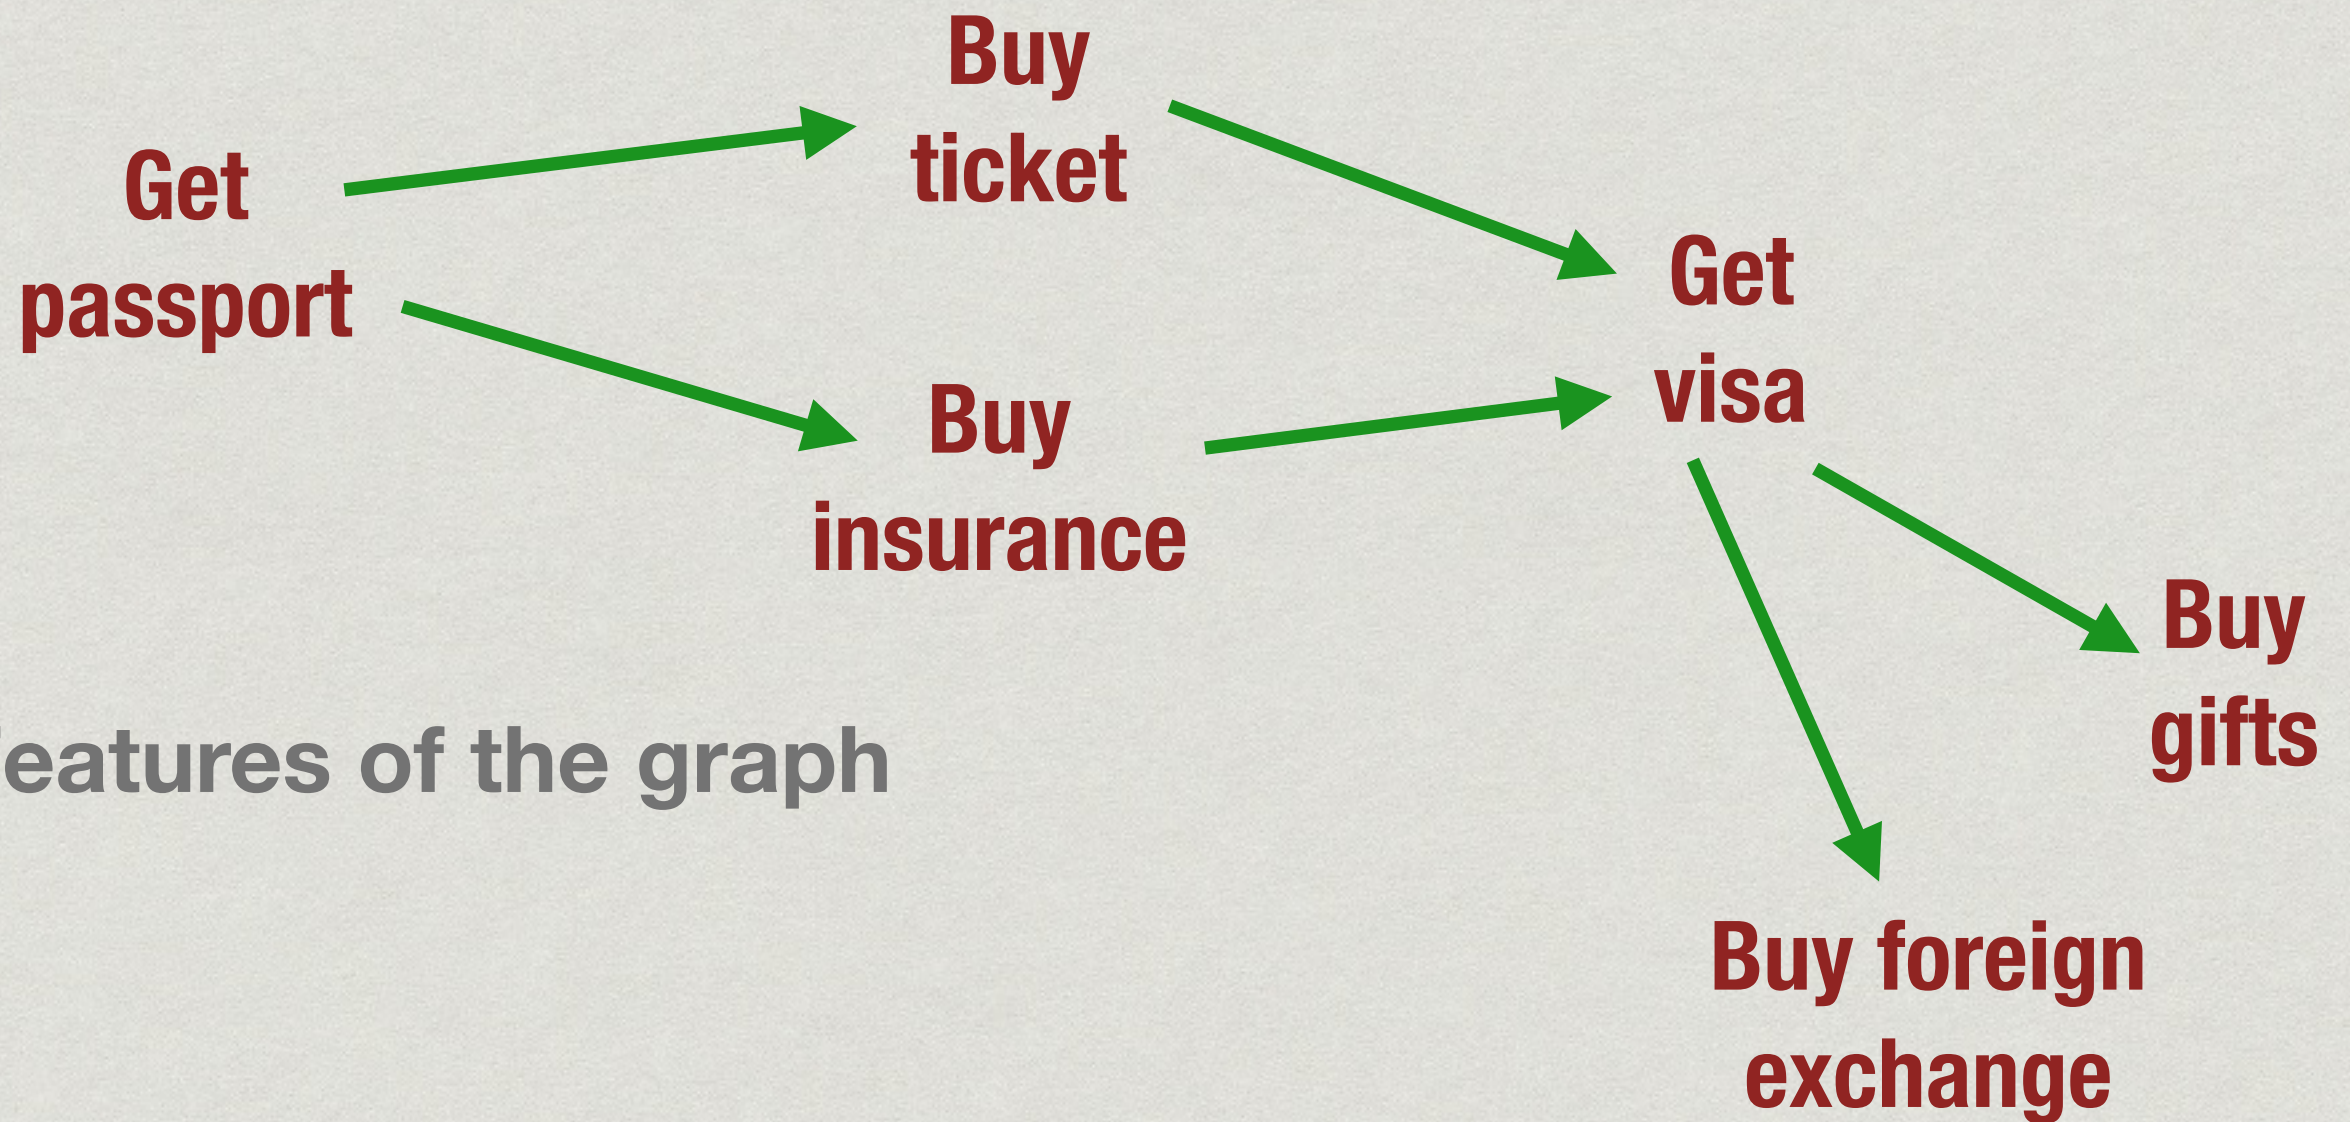 Get
passport
Buy
ticket
Buy
insurance
Get
visa
Buy
gifts
Buy foreign
exchange
eatures of the graph